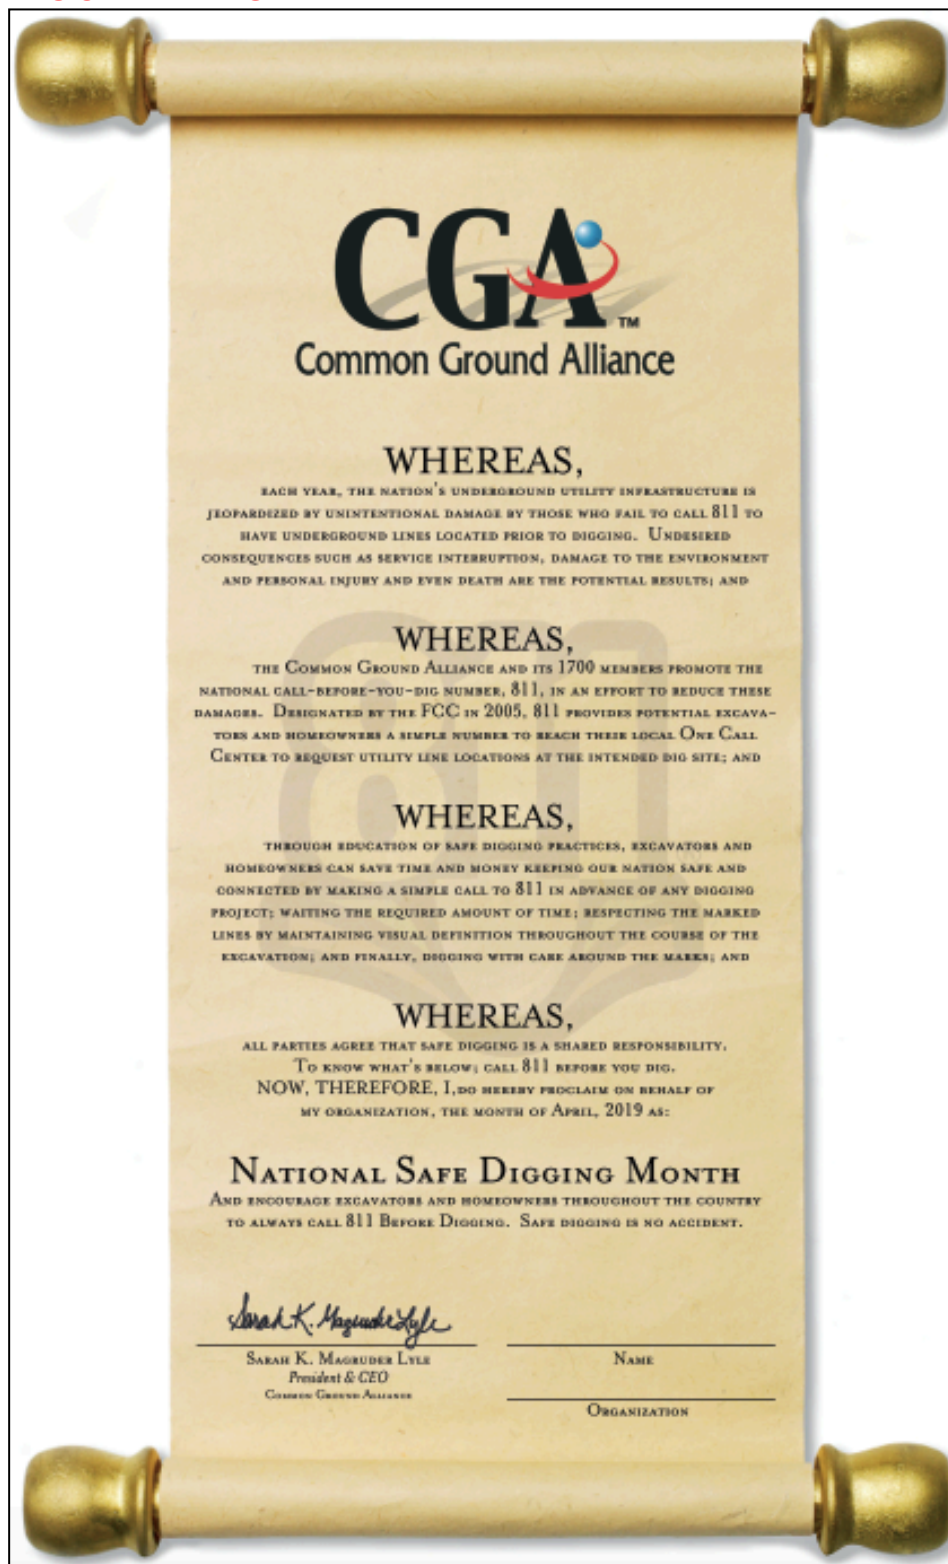 CGA™
Common Ground Alliance
WHEREAS,
EACH YEAR, THE NATION'S UNDERGROUND UTILITY INFRASTRUCTURE IS
JEOPARDIZED BY UNINTENTIONAL DAMAGE BY THOSE WHO FAIL TO CALL 811 TO
HAVE UNDERGROUND LINES LOCATED PRIOR TO DIGGING. UNDESIRED
CONSEQUENCES SUCH AS SERVICE INTERRUPTION, DAMAGE TO THE ENVIRONMENT
AND PERSONAL INJURY AND EVEN DEATH ARE THE POTENTIAL RESULTS; AND
WHEREAS,
THE COMMON GROUND ALLIANCE AND ITS 1700 MEMBERS PROMOTE THE
NATIONAL CALL-BEFORE-YOU-DIG NUMBER, 811, IN AN EFFORT TO REDUCE THESE
DAMAGES. DESIGNATED BY THE FCC IN 2005, 811 PROVIDES POTENTIAL EXCAVA-
TORS AND HOMEOWNERS A SIMPLE NUMBER TO REACH THEIR LOCAL ONE CALL
CENTER TO REQUEST UTILITY LINE LOCATIONS AT THE INTENDED DIG SITE; AND
WHEREAS,
THROUGH EDUCATION OF SAFE DIGGING PRACTICES, EXCAVATORS AND
HOMEOWNERS CAN SAVE TIME AND MONEY KEEPING OUR NATION SAFE AND
CONNECTED BY MAKING A SIMPLE CALL TO 811 IN ADVANCE OF ANY DIGGING
PROJECT; WAITING THE REQUIRED AMOUNT OF TIME; RESPECTING THE MARKED
LINES BY MAINTAINING VISUAL DEFINITION THROUGHOUT THE COURSE OF THE
EXCAVATION; AND FINALLY, DIGGING WITH CARE AROUND THE MARKS; AND
WHEREAS,
ALL PARTIES AGREE THAT SAFE DIGGING IS A SHARED RESPONSIBILITY.
TO KNOW WHAT'S BELOW; CALL 811 BEFORE YOU DIG.
NOW, THEREFORE, I, DO HEREBY PROCLAIM ON BEHALF OF
MY ORGANIZATION, THE MONTH OF APRIL, 2019 AS:
NATIONAL SAFE DIGGING MONTH
AND ENCOURAGE EXCAVATORS AND HOMEOWNERS THROUGHOUT THE COUNTRY
TO ALWAYS CALL 811 BEFORE DIGGING. SAFE DIGGING IS NO ACCIDENT.
Sarah K. Magruder Lyle
SARAH K. MAGRUDER LYLE
President & CEO
COMMON GROUND ALLIANCE
NAME
ORGANIZATION